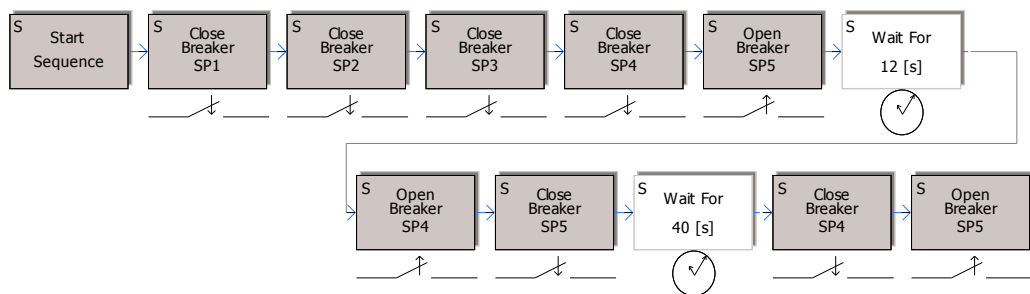 S
Start
Sequence
S
Close
Breaker
SP1
S
Close
Breaker
SP2
S
Close
Breaker
SP3
S
Close
Breaker
SP4
S
Open
Breaker
SP5
S
Wait For
12 [s]
S
Open
Breaker
SP4
S
Close
Breaker
SP5
S
Wait For
40 [s]
S
Close
Breaker
SP4
S
Open
Breaker
SP5